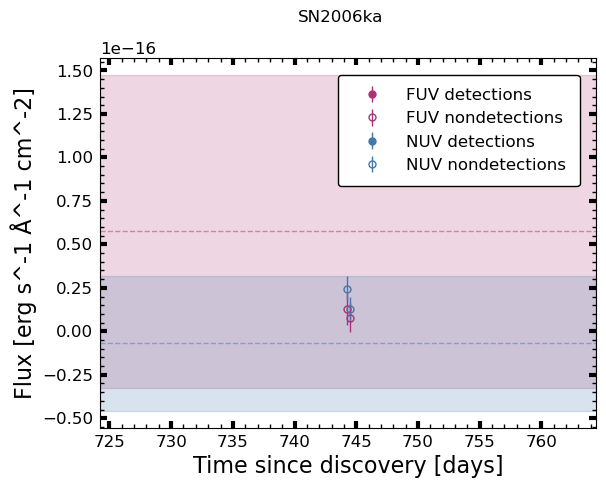 SN2006ka
1e−16
1.50
1.25
1.00
0.75
0.50
0.25
0.00
−0.25
−0.50
Flux [erg s^-1 Å^-1 cm^-2]
FUV detections
FUV nondetections
NUV detections
NUV nondetections
725 730 735 740 745 750 755 760
Time since discovery [days]